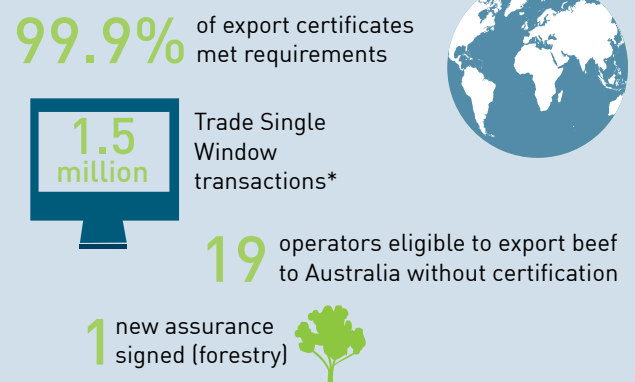 99.9% of export certificates
met requirements
1.5
million
Trade Single
Window
transactions*
19 operators eligible to export beef
to Australia without certification
1 new assurance
signed (forestry)